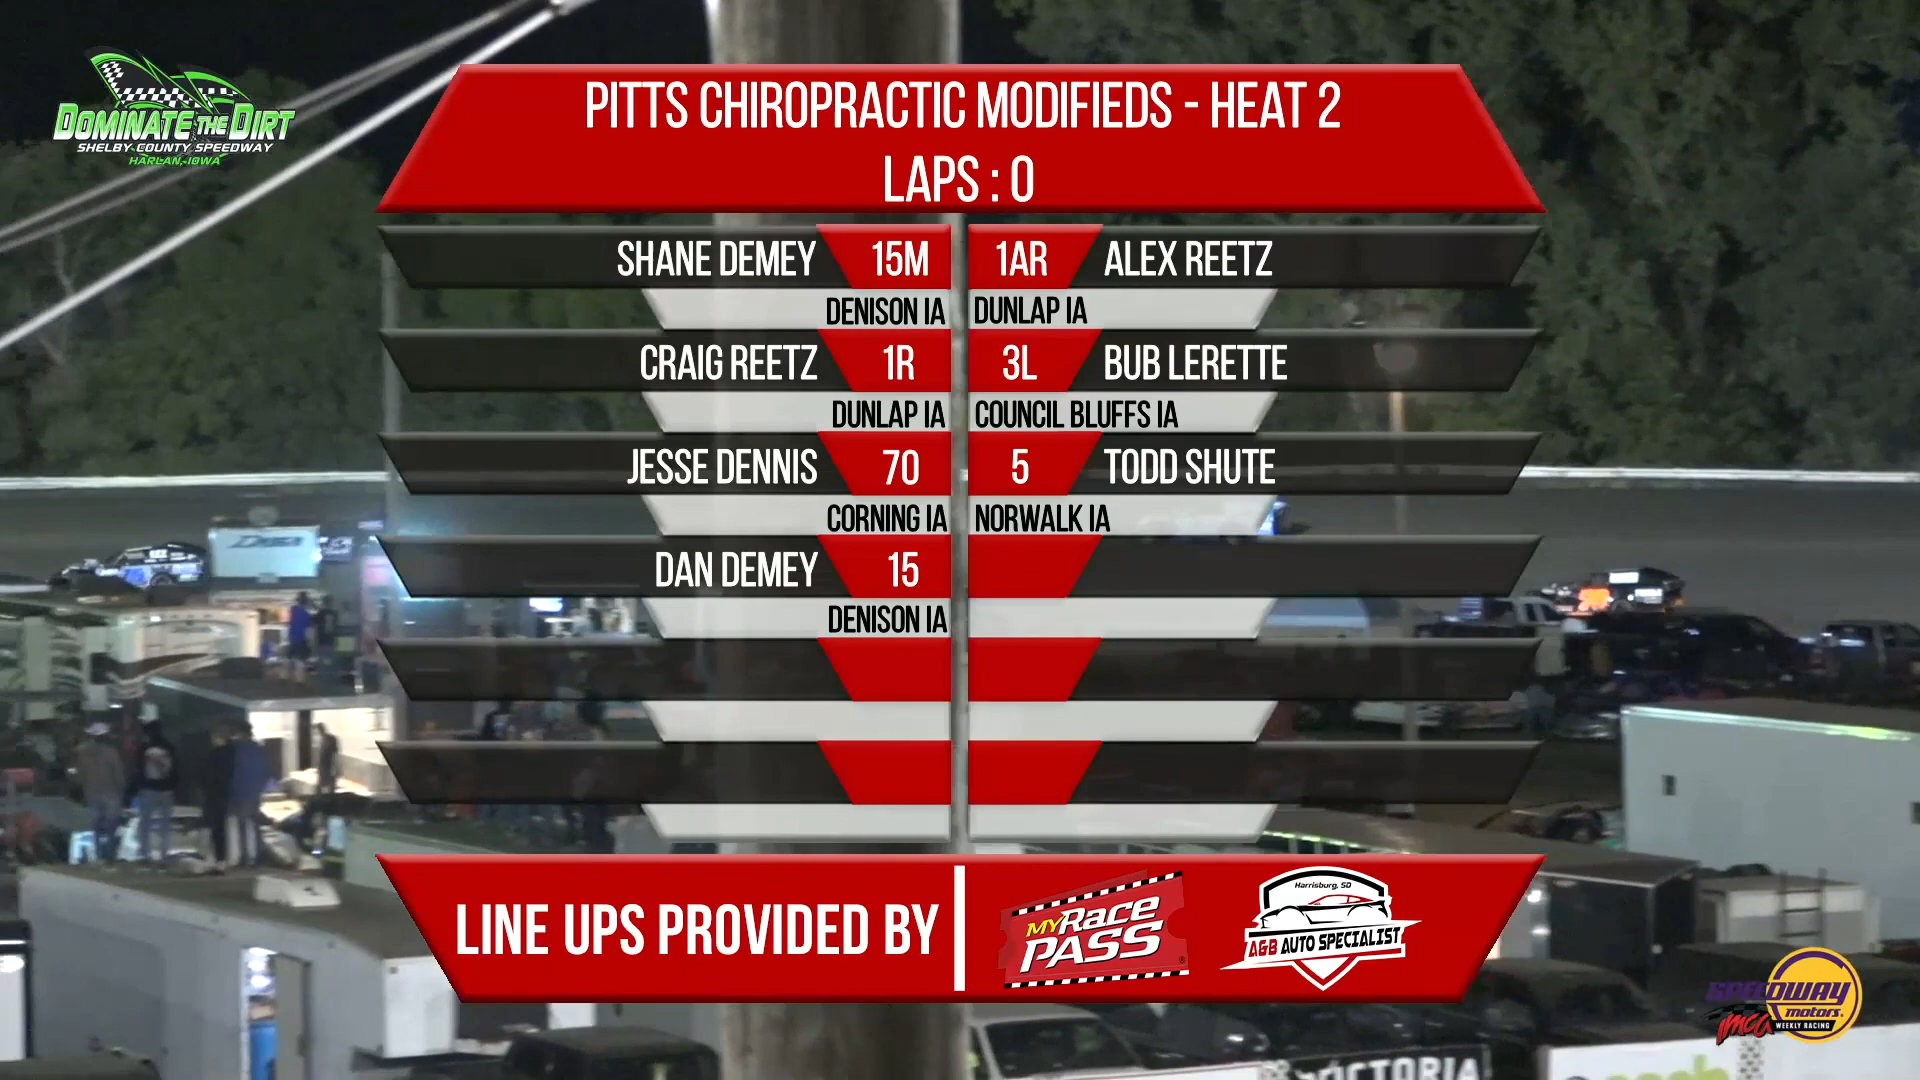 DOMINATE THE DIRT
SHELBY COUNTY SPEEDWAY
HARLAN, IOWA
PITTS CHIROPRACTIC MODIFIEDS - HEAT 2
LAPS : 0
SHANE DEMEY 15M 1AR ALEX REETZ
DENISON IA DUNLAP IA
CRAIG REETZ 1R 3L BUB LERETTE
DUNLAP IA COUNCIL BLUFFS IA
JESSE DENNIS 70 5 TODD SHUTE
CORNING IA NORWALK IA
DAN DEMEY 15
DENISON IA
LINE UPS PROVIDED BY
MYRACE
PASS
Harrisburg, SD
A&B AUTO SPECIALIST
SPEEDWAY
motors
IMCA WEEKLY RACING